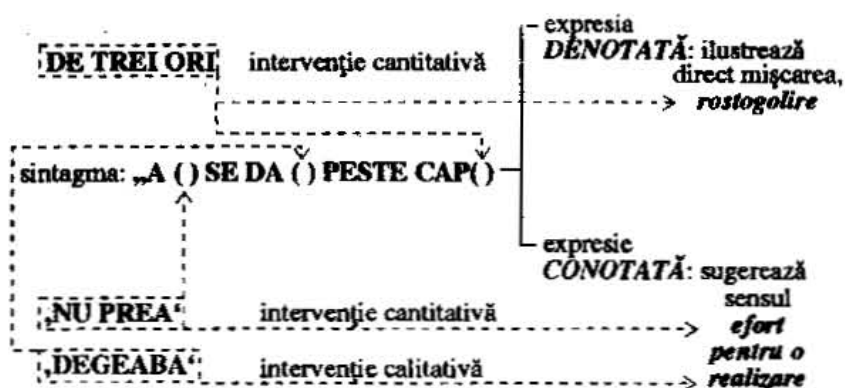 expresia
DE TREI ORI intervenţie cantitativă DENOTATĂ: ilustrează
direct mişcarea,
rostogolire
sintagma: „A ( ) SE DA ( ) PESTE CAP( )
expresie
CONOTATĂ: sugerează
sensul
‚NU PREA‘ intervenţie cantitativă efort
pentru o
‚DEGEABA‘ intervenţie calitativă realizare